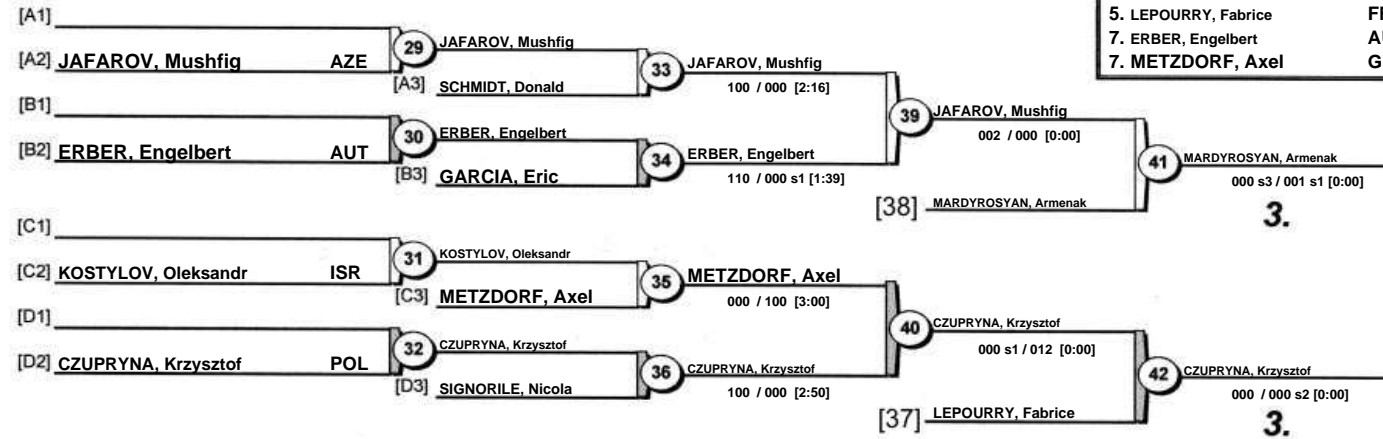 5. LEPOURRY, Fabrice
7. ERBER, Engelbert
7. METZDORF, Axel
[A1]
[A2] JAFAROV, Mushfig AZE
29
JAFAROV, Mushfig
[A3] SCHMIDT, Donald
33
JAFAROV, Mushfig
100 / 000 [2:16]
[B1]
[B2] ERBER, Engelbert AUT
30
ERBER, Engelbert
[B3] GARCIA, Eric
34
ERBER, Engelbert
110 / 000 s1 [1:39]
39
JAFAROV, Mushfig
002 / 000 [0:00]
[38] MARDYROSYAN, Armenak
41
MARDYROSYAN, Armenak
000 s3 / 001 s1 [0:00]
3.
[C1]
[C2] KOSTYLOV, Oleksandr ISR
31
KOSTYLOV, Oleksandr
[C3] METZDORF, Axel
35
METZDORF, Axel
000 / 100 [3:00]
[D1]
[D2] CZUPRYNA, Krzysztof POL
32
CZUPRYNA, Krzysztof
[D3] SIGNORILE, Nicola
36
CZUPRYNA, Krzysztof
100 / 000 [2:50]
40
CZUPRYNA, Krzysztof
000 s1 / 012 [0:00]
[37] LEPOURRY, Fabrice
42
CZUPRYNA, Krzysztof
000 / 000 s2 [0:00]
3.